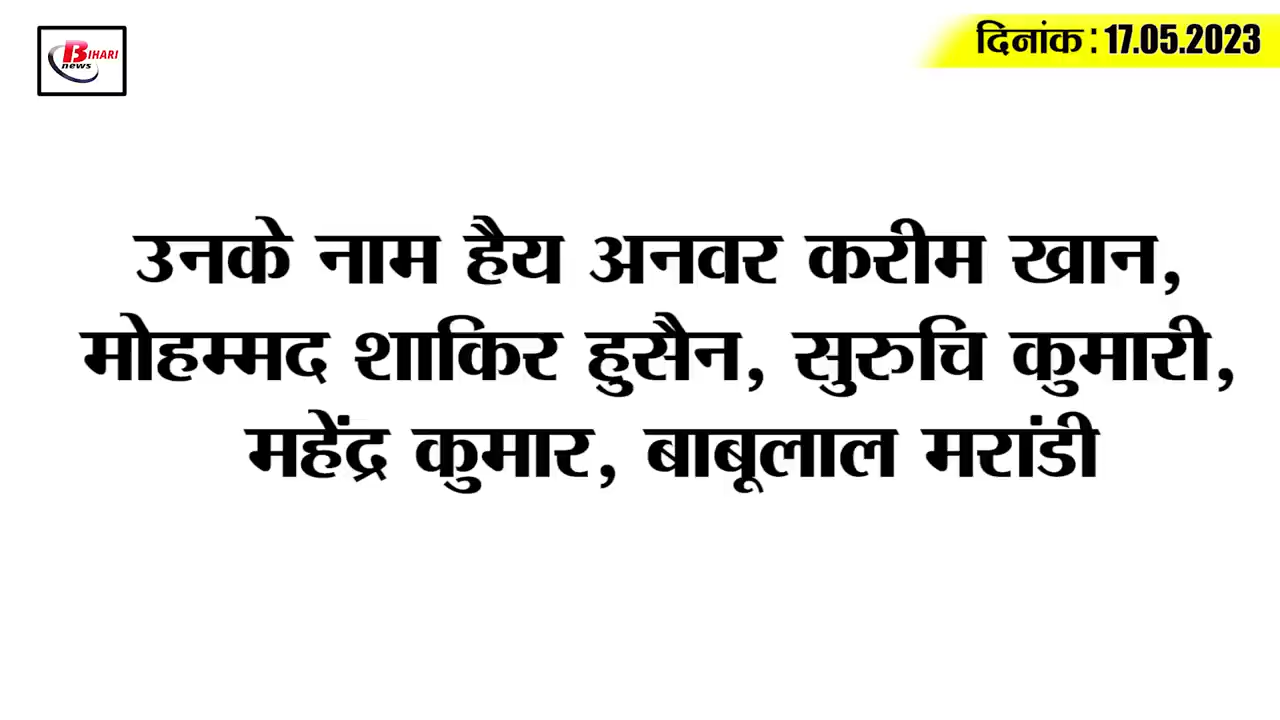 BIHARI
news
दिनांक : 17.05.2023
उनके नाम हैय अनवर करीम खान,
मोहम्मद शाकिर हुसैन, सुरुचि कुमारी,
महेंद्र कुमार, बाबूलाल मरांडी